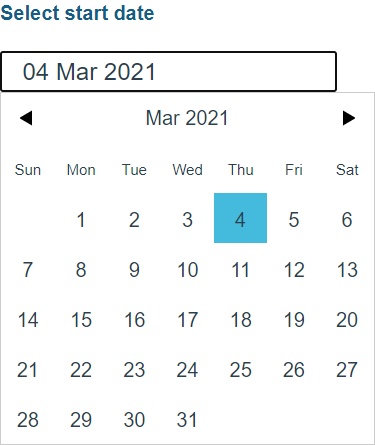 Select start date
04 Mar 2021
Mar 2021
Sun Mon Tue Wed Thu Fri Sat
1 2 3 4 5 6
7 8 9 10 11 12 13
14 15 16 17 18 19 20
21 22 23 24 25 26 27
28 29 30 31